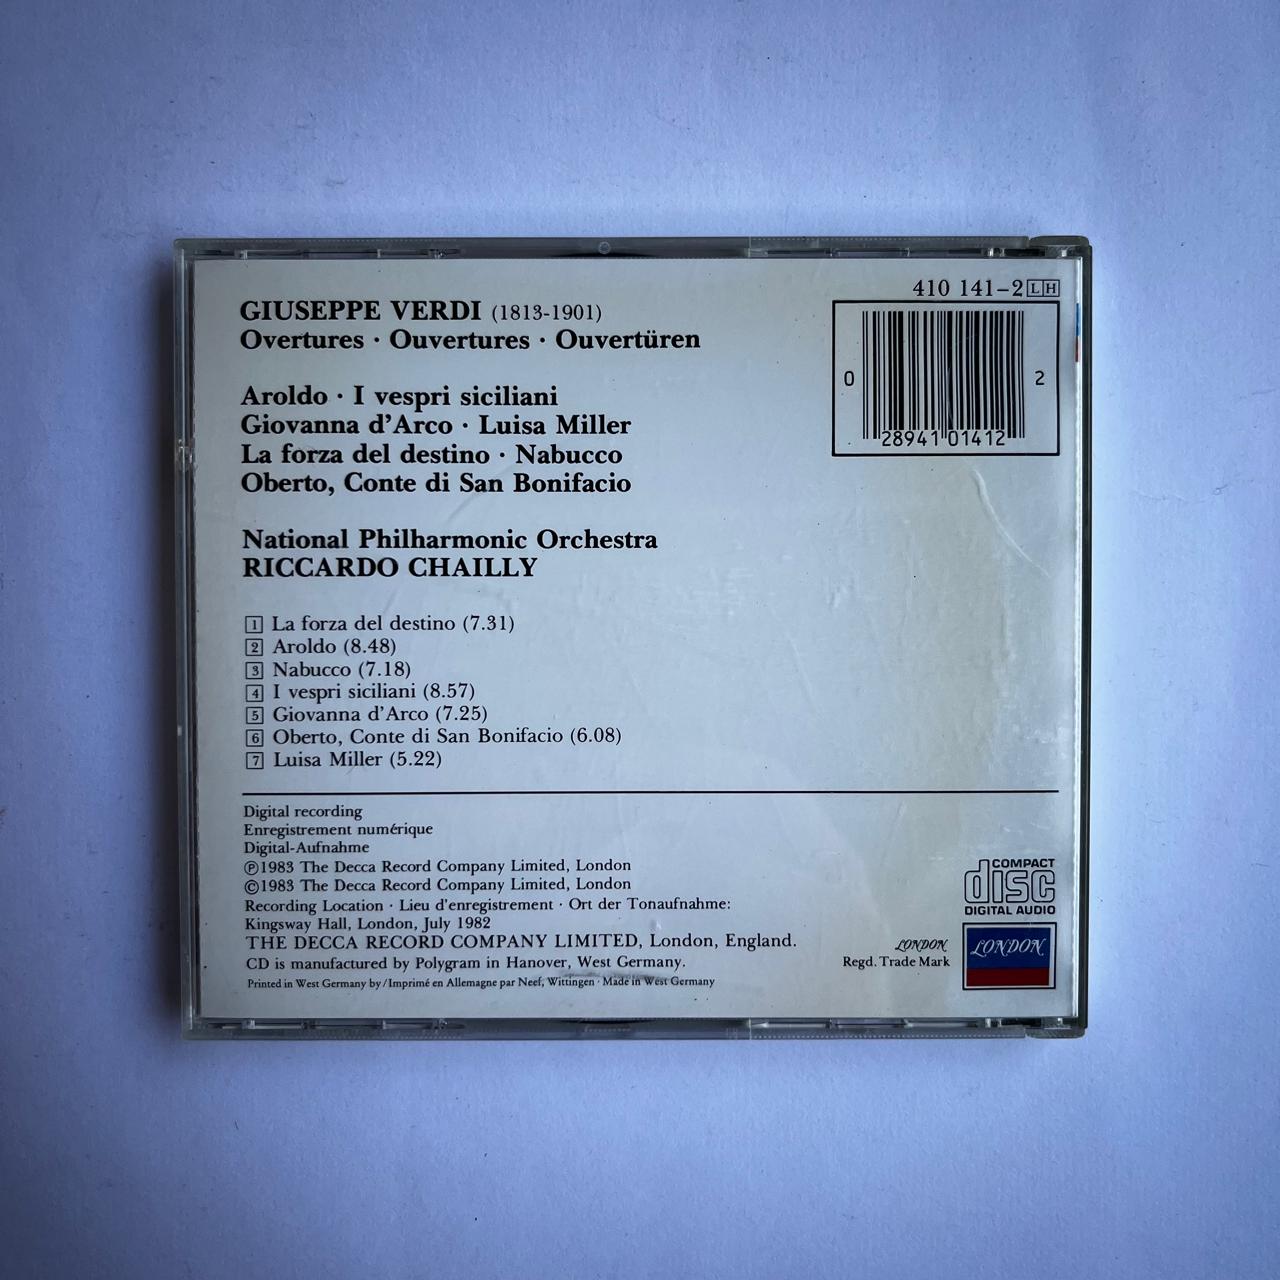 410 141-2 LH
GIUSEPPE VERDI (1813-1901)
Overtures · Ouvertures · Ouvertüren
0 28941 01412 2
Aroldo · I vespri siciliani
Giovanna d'Arco · Luisa Miller
La forza del destino · Nabucco
Oberto, Conte di San Bonifacio
National Philharmonic Orchestra
RICCARDO CHAILLY
1 La forza del destino (7.31)
2 Aroldo (8.48)
3 Nabucco (7.18)
4 I vespri siciliani (8.57)
5 Giovanna d'Arco (7.25)
6 Oberto, Conte di San Bonifacio (6.08)
7 Luisa Miller (5.22)
Digital recording
Enregistrement numérique
Digital-Aufnahme
℗1983 The Decca Record Company Limited, London
©1983 The Decca Record Company Limited, London
Recording Location · Lieu d'enregistrement · Ort der Tonaufnahme:
Kingsway Hall, London, July 1982
THE DECCA RECORD COMPANY LIMITED, London, England.
CD is manufactured by Polygram in Hanover, West Germany.
Printed in West Germany by/Imprimé en Allemagne par Neef, Wittingen · Made in West Germany
COMPACT
disc
DIGITAL AUDIO
LONDON
Regd. Trade Mark
LONDON